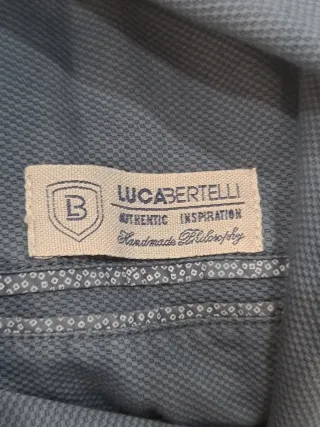 LB
LUCABERTELLI
AUTHENTIC INSPIRATION
Handmade Philosophy